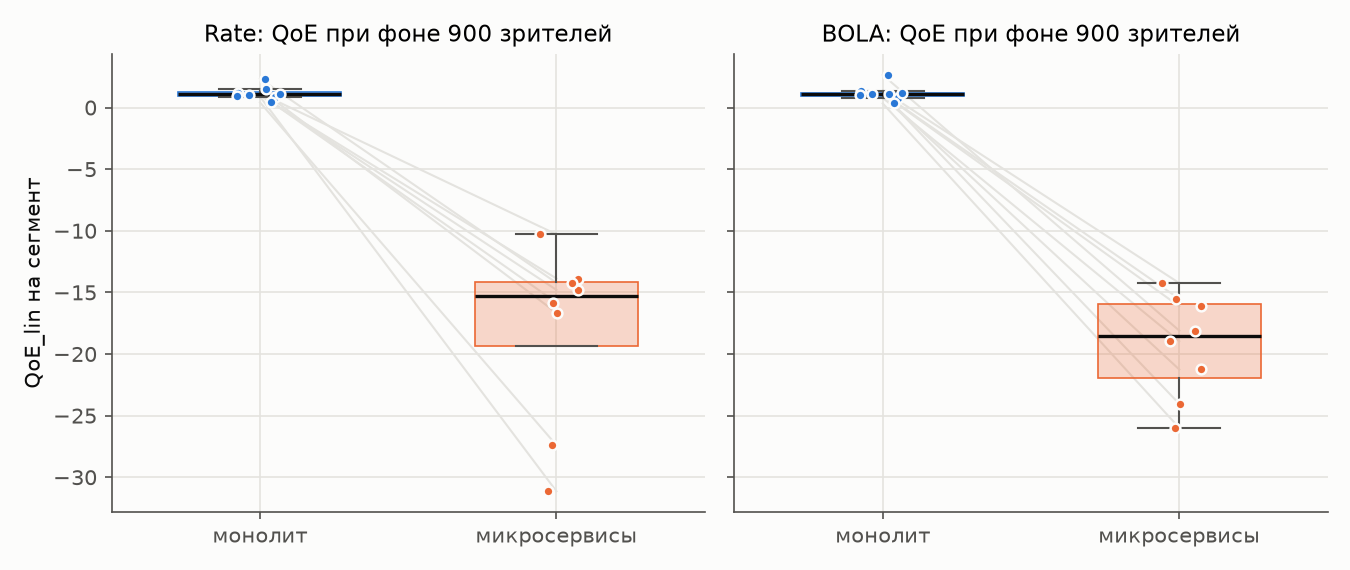 Rate: QoE при фоне 900 зрителей
BOLA: QoE при фоне 900 зрителей
QoE_lin на сегмент
0
−5
−10
−15
−20
−25
−30
монолит
микросервисы
монолит
микросервисы